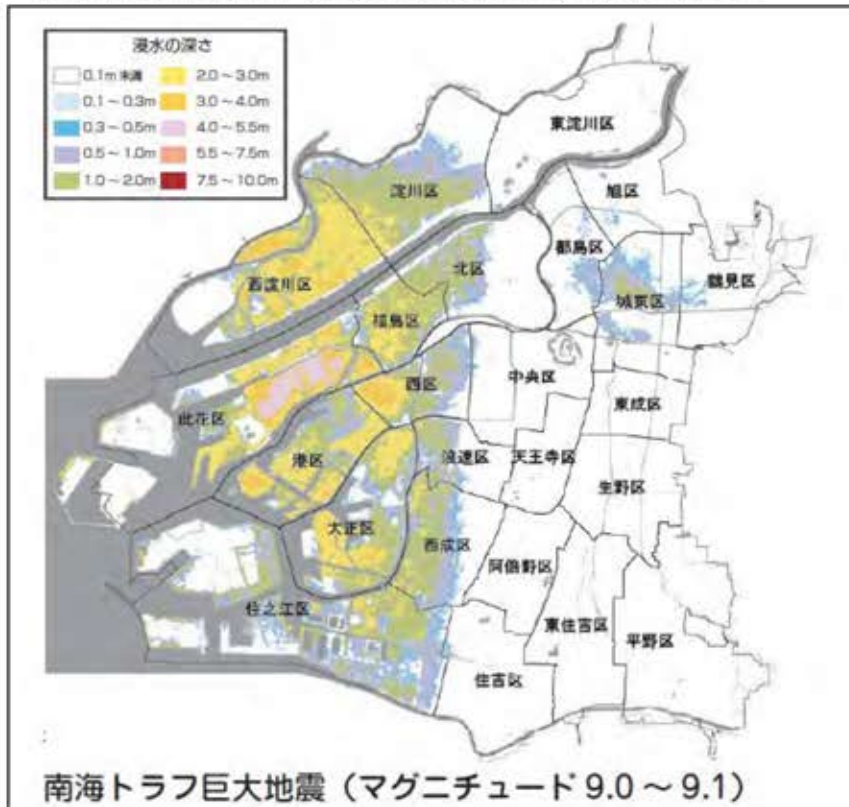 浸水の深さ
0.1m 未満
0.1～0.3m
0.3～0.5m
0.5～1.0m
1.0～2.0m
2.0～3.0m
3.0～4.0m
4.0～5.5m
5.5～7.5m
7.5～10.0m
東淀川区
淀川区
旭区
都島区
北区
鶴見区
城東区
西淀川区
福島区
中央区
西区
東成区
此花区
港区
浪速区
天王寺区
生野区
大正区
西成区
阿倍野区
住之江区
東住吉区
平野区
住吉区
南海トラフ巨大地震（マグニチュード 9.0～9.1）